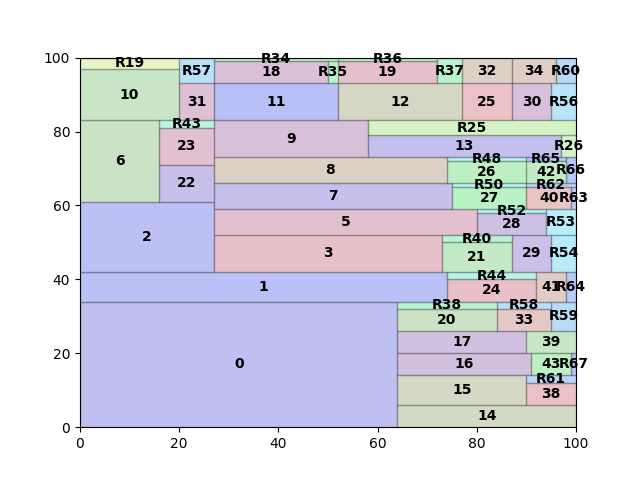 100
R34 R36
R19 R57 18 R35 19 R37 32 34 R60
10 31 11 12 25 30 R56
R43 R25
80
23 9 13 R26
6 R48 R65
8 26 42 R66
22 R50 R62
7 27 40 R63
60
R52
5 28 R53
2
R40
3 21 29 R54
40
R44
1 24 41 R64
R38 R58
20 33 R59
17 39
20
0 16 43 R67
R61
15 38
14
0
0 20 40 60 80 100